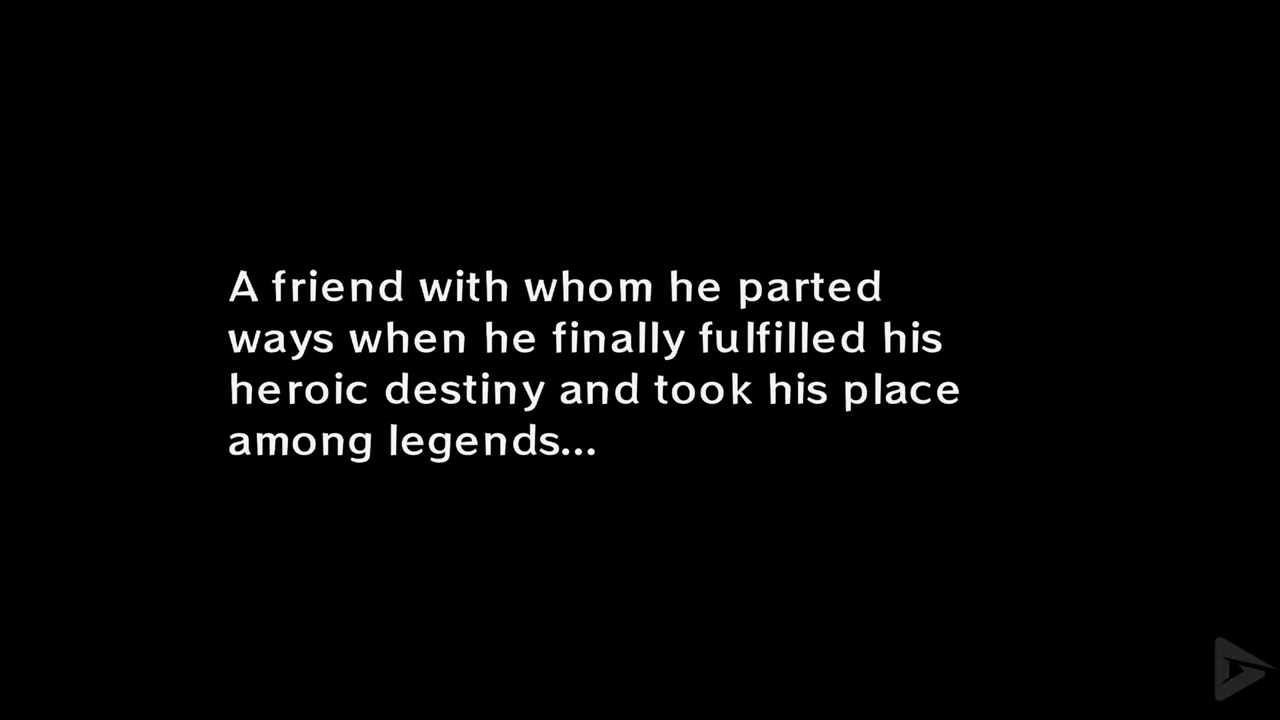 A friend with whom he parted
ways when he finally fulfilled his
heroic destiny and took his place
among legends...